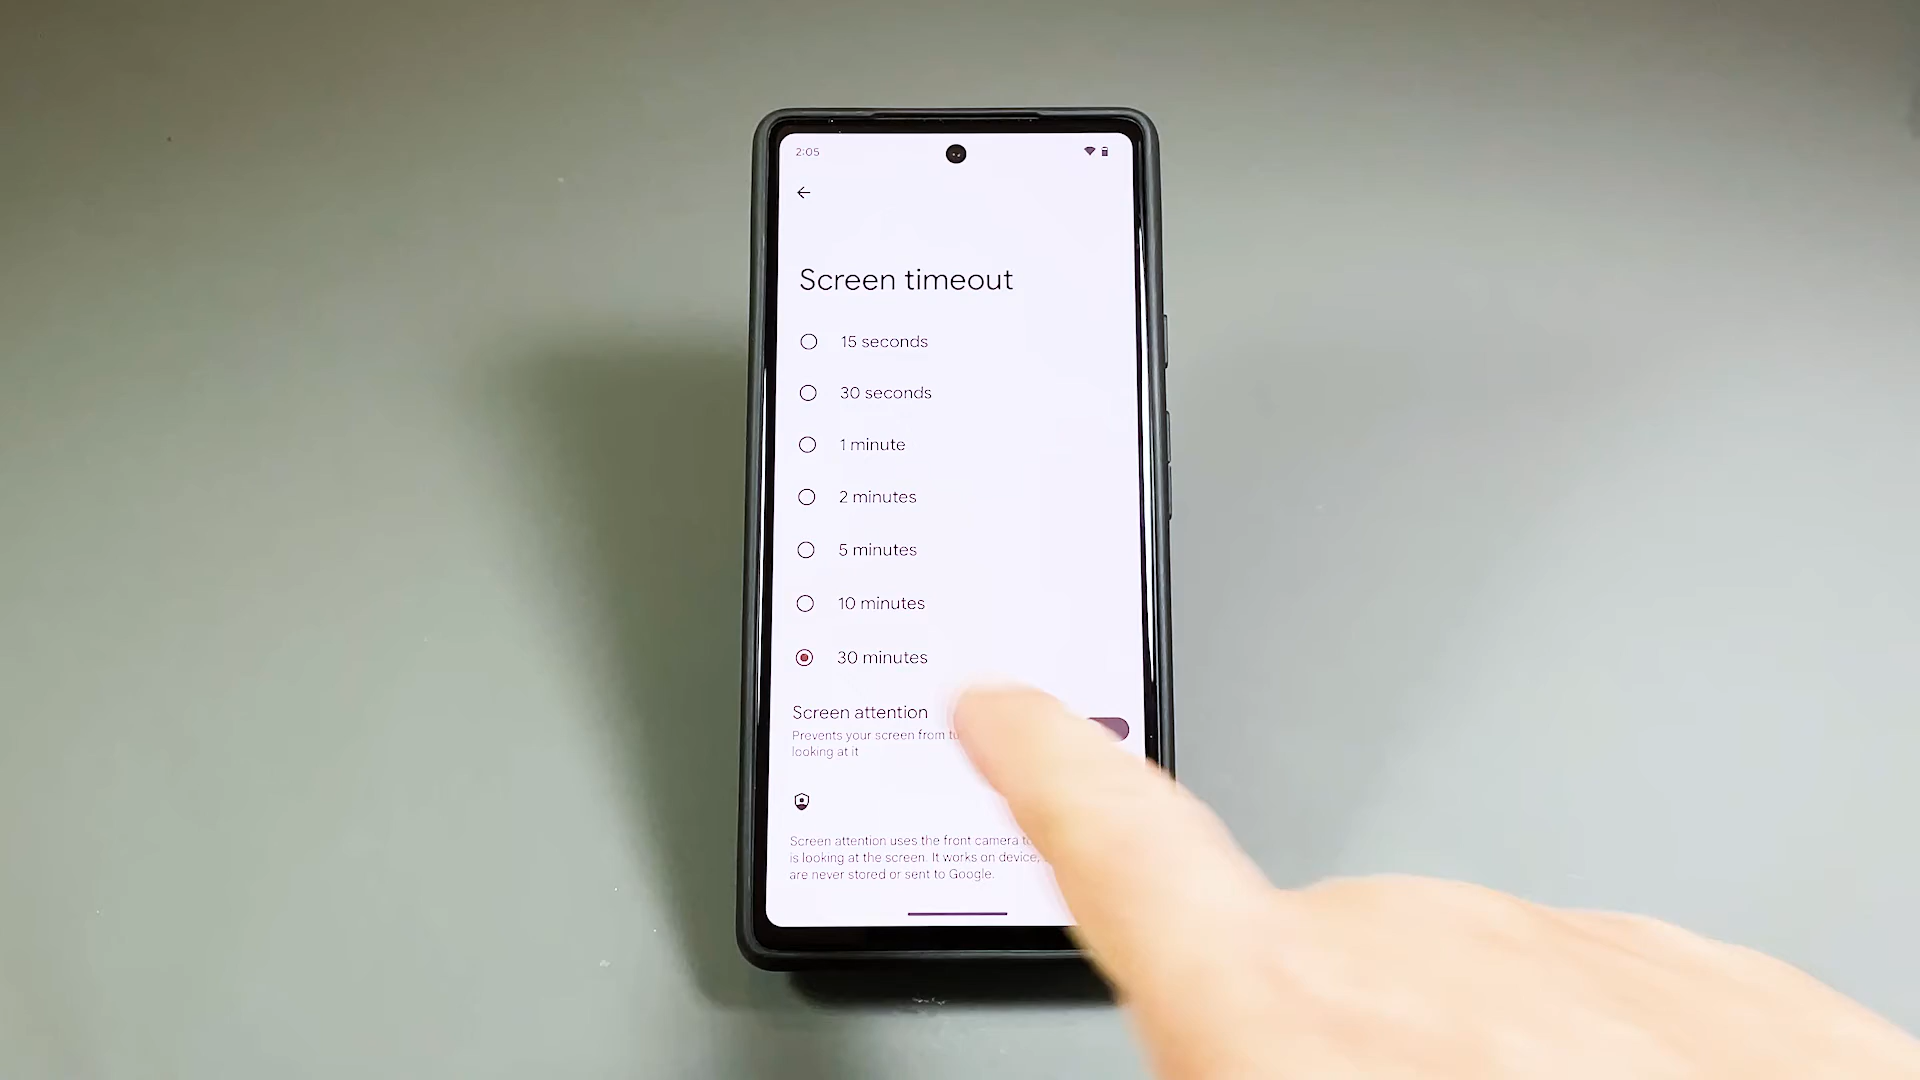 2:05
Screen timeout
15 seconds
30 seconds
1 minute
2 minutes
5 minutes
10 minutes
30 minutes
Screen attention
Prevents your screen from
looking at it
Screen attention uses the front camera
is looking at the screen. It works on device,
are never stored or sent to Google.